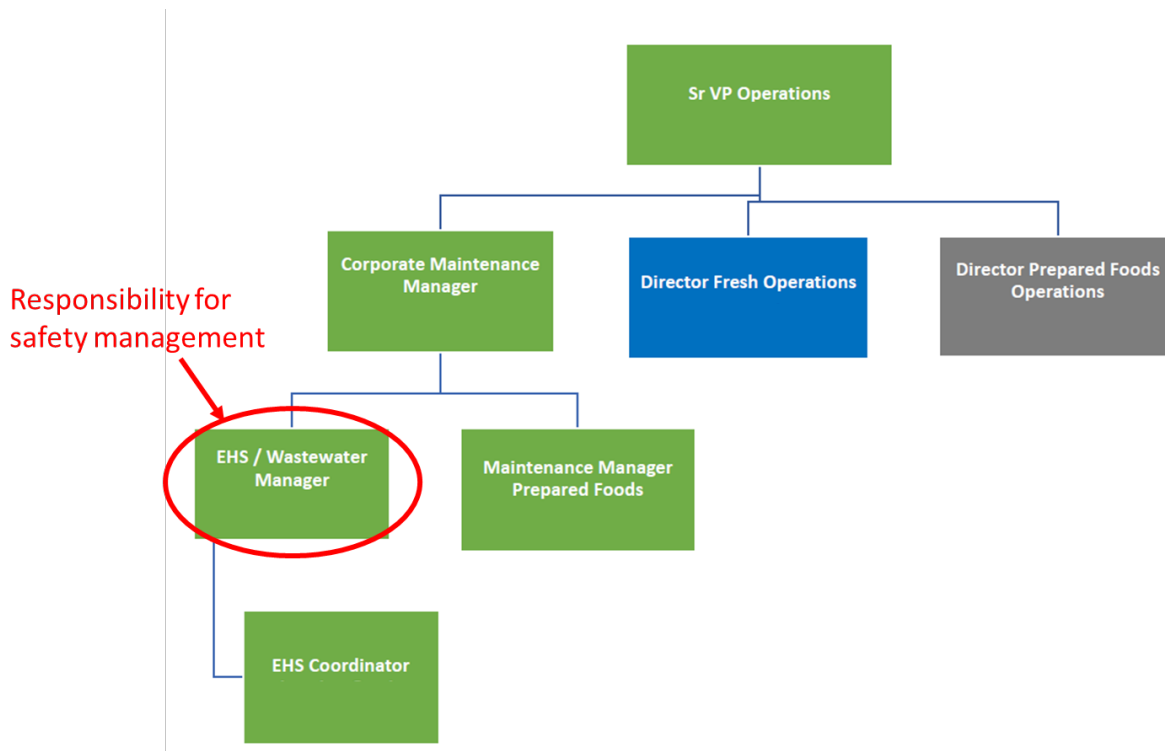 Sr VP Operations
Corporate Maintenance
Manager
Director Fresh Operations
Director Prepared Foods
Operations
Responsibility for
safety management
EHS / Wastewater
Manager
Maintenance Manager
Prepared Foods
EHS Coordinator